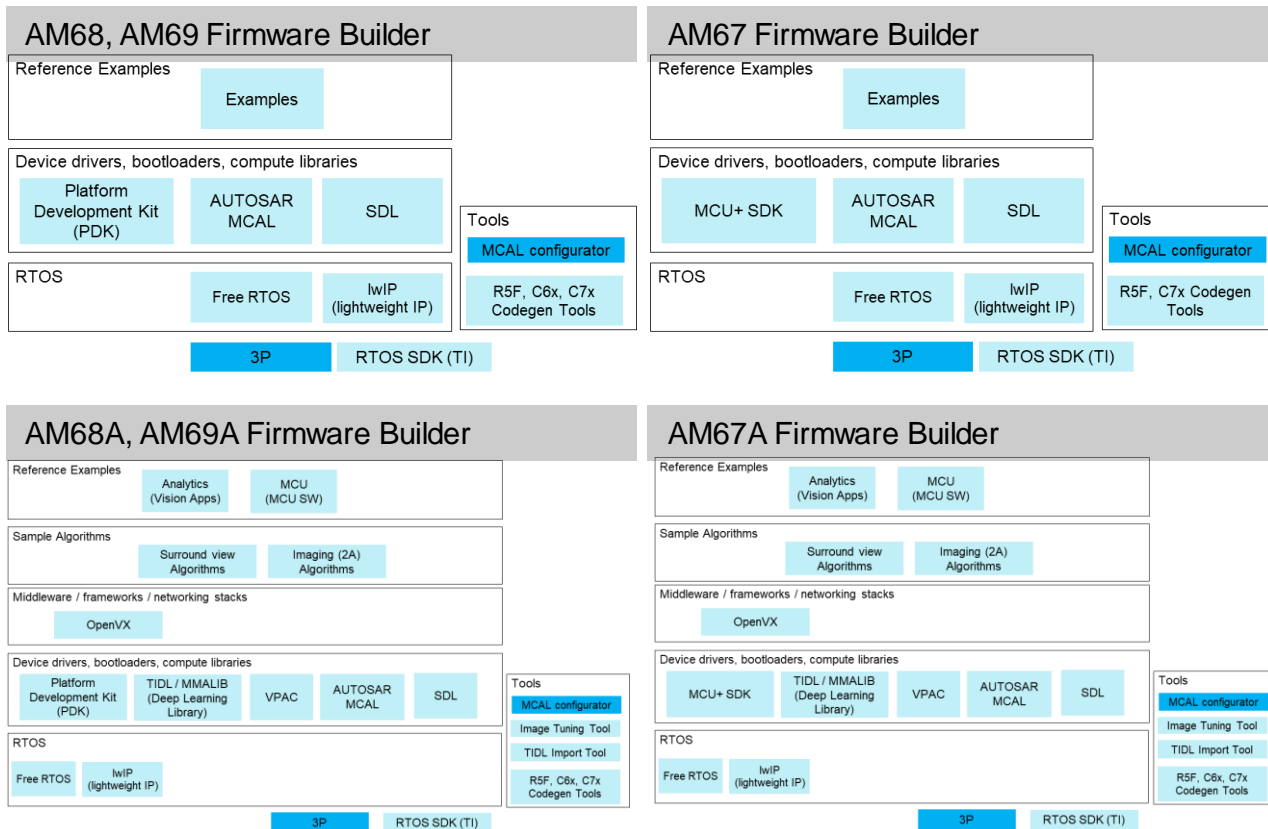 AM68, AM69 Firmware Builder
Reference Examples
Examples
Device drivers, bootloaders, compute libraries
Platform
Development Kit
(PDK)
AUTOSAR
MCAL
SDL
Tools
MCAL configurator
R5F, C6x, C7x
Codegen Tools
RTOS
Free RTOS
lwIP
(lightweight IP)
3P
RTOS SDK (TI)
AM67 Firmware Builder
Reference Examples
Examples
Device drivers, bootloaders, compute libraries
MCU+ SDK
AUTOSAR
MCAL
SDL
Tools
MCAL configurator
R5F, C7x Codegen
Tools
RTOS
Free RTOS
lwIP
(lightweight IP)
3P
RTOS SDK (TI)
AM68A, AM69A Firmware Builder
Reference Examples
Analytics
(Vision Apps)
MCU
(MCU SW)
Sample Algorithms
Surround view
Algorithms
Imaging (2A)
Algorithms
Middleware / frameworks / networking stacks
OpenVX
Device drivers, bootloaders, compute libraries
Platform
Development Kit
(PDK)
TIDL / MMALIB
(Deep Learning
Library)
VPAC
AUTOSAR
MCAL
SDL
Tools
MCAL configurator
Image Tuning Tool
TIDL Import Tool
R5F, C6x, C7x
Codegen Tools
RTOS
Free RTOS
lwIP
(lightweight IP)
3P
RTOS SDK (TI)
AM67A Firmware Builder
Reference Examples
Analytics
(Vision Apps)
MCU
(MCU SW)
Sample Algorithms
Surround view
Algorithms
Imaging (2A)
Algorithms
Middleware / frameworks / networking stacks
OpenVX
Device drivers, bootloaders, compute libraries
MCU+ SDK
TIDL / MMALIB
(Deep Learning
Library)
VPAC
AUTOSAR
MCAL
SDL
Tools
MCAL configurator
Image Tuning Tool
TIDL Import Tool
R5F, C6x, C7x
Codegen Tools
RTOS
Free RTOS
lwIP
(lightweight IP)
3P
RTOS SDK (TI)